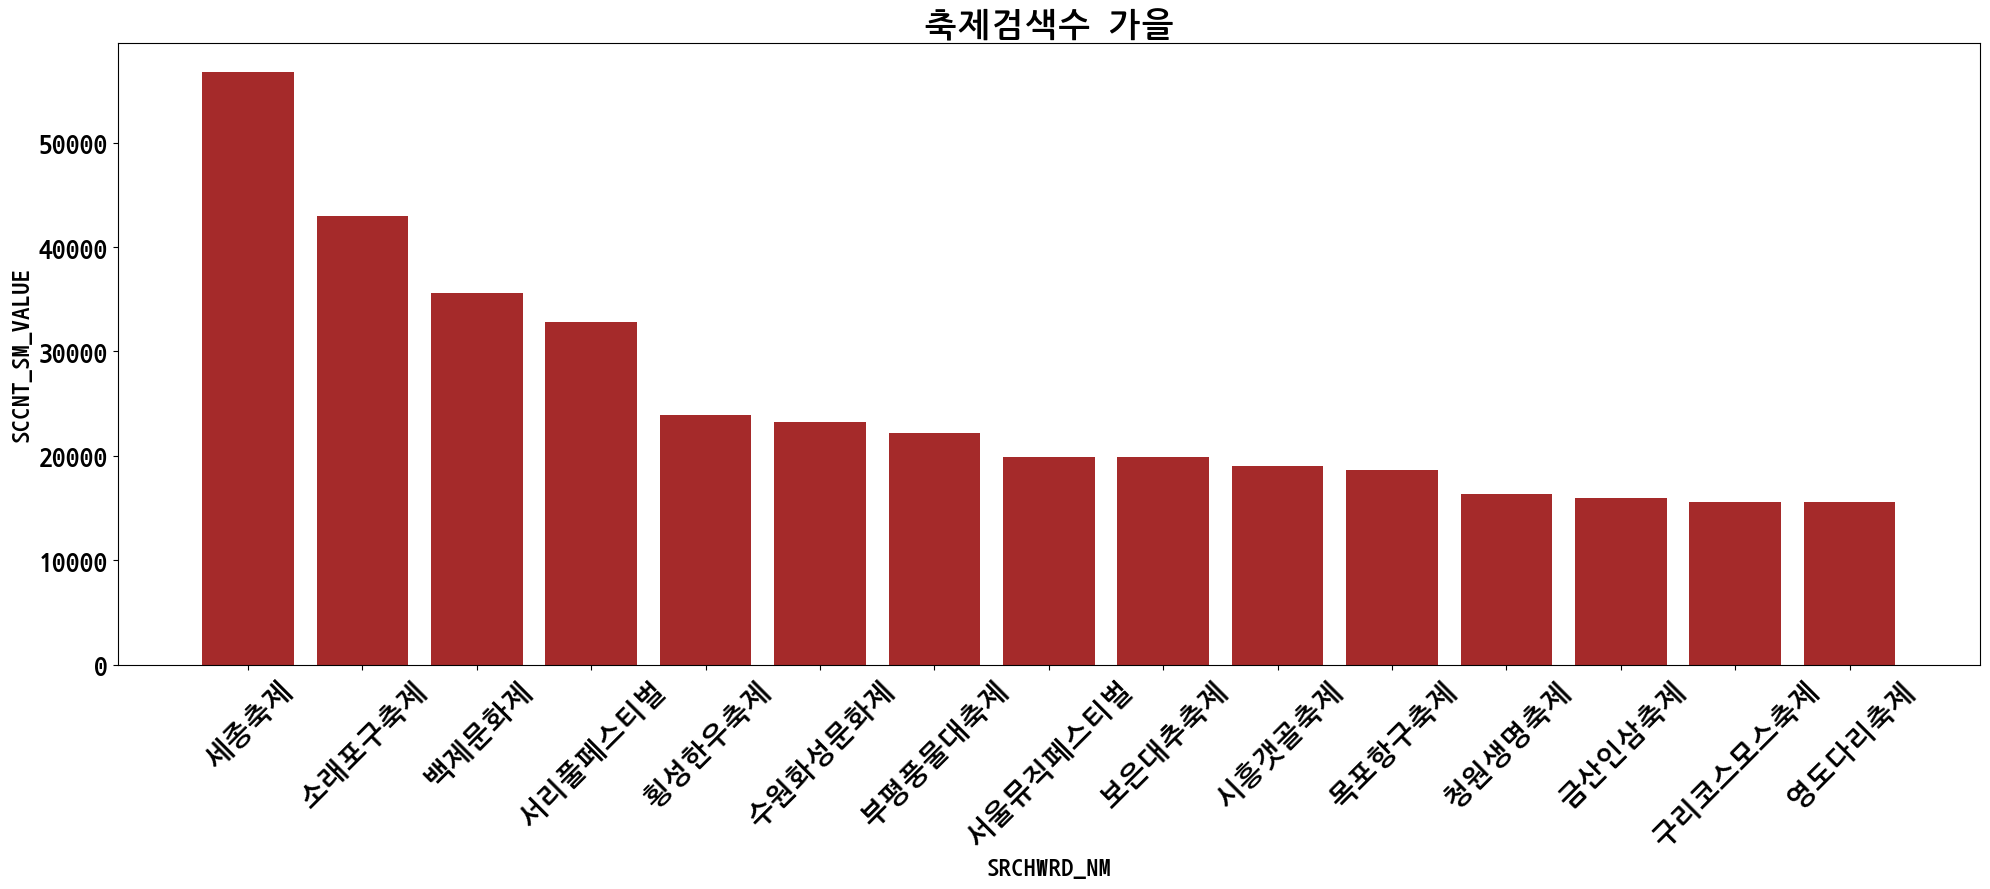 축제검색수 가을
SCCNT_SM_VALUE
50000
40000
30000
20000
10000
0
세종축제
소래포구축제
백제문화제
서리풀페스티벌
횡성한우축제
수원화성문화제
부평풍물대축제
서울뮤직페스티벌
보은대추축제
시흥갯골축제
목포항구축제
청원생명축제
금산인삼축제
구리코스모스축제
영도다리축제
SRCHWRD_NM